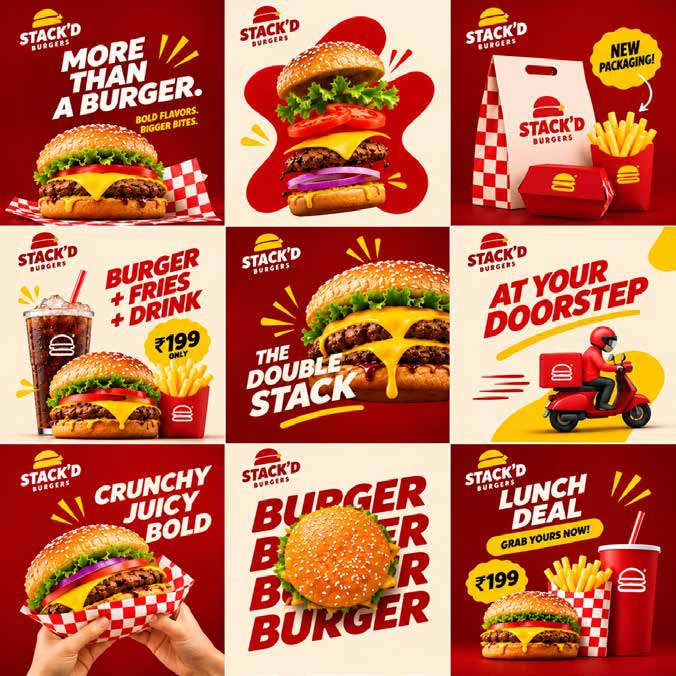 STACK'D
BURGERS
MORE
THAN
A BURGER.
BOLD FLAVORS.
BIGGER BITES.
STACK'D
BURGERS
STACK'D
BURGERS
NEW
PACKAGING!
STACK'D
BURGERS
STACK'D
BURGERS
BURGER
+ FRIES
+ DRINK
₹199
ONLY
STACK'D
BURGERS
THE
DOUBLE
STACK
STACK'D
BURGERS
AT YOUR
DOORSTEP
STACK'D
BURGERS
CRUNCHY
JUICY
BOLD
STACK'D
BURGERS
BURGER
BURGER
BURGER
BURGER
STACK'D
BURGERS
LUNCH
DEAL
GRAB YOURS NOW!
₹199